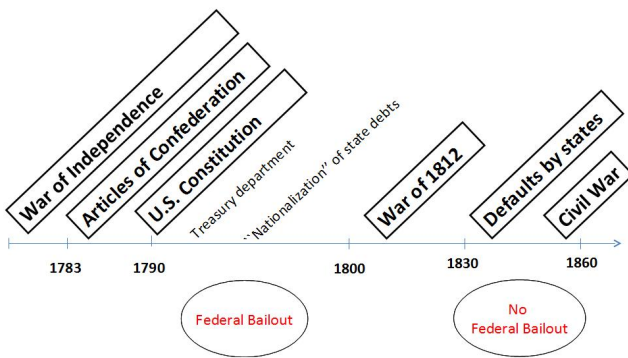 War of Independence
Articles of Confederation
U.S. Constitution
Treasury department
``Nationalization” of state debts
War of 1812
Defaults by states
Civil War
1783
1790
1800
1830
1860
Federal Bailout
No
Federal Bailout